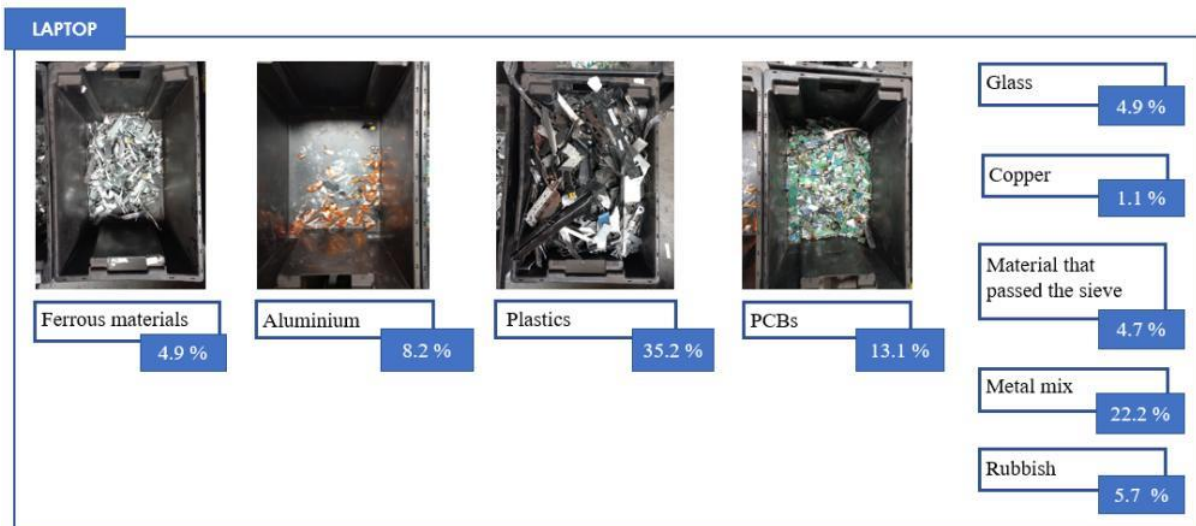 LAPTOP
Ferrous materials
4.9 %
Aluminium
8.2 %
Plastics
35.2 %
PCBs
13.1 %
Glass
4.9 %
Copper
1.1 %
Material that
passed the sieve
4.7 %
Metal mix
22.2 %
Rubbish
5.7 %